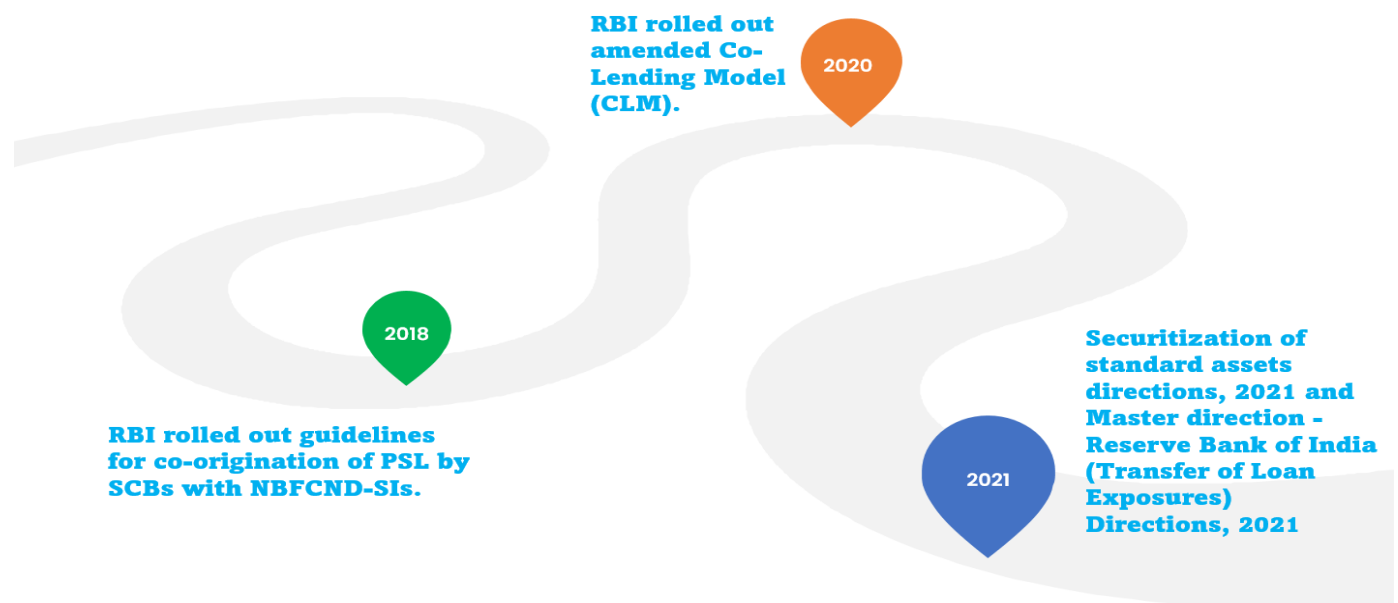 RBI rolled out
amended Co-
Lending Model
(CLM).
2020
2018
RBI rolled out guidelines
for co-origination of PSL by
SCBs with NBFCND-SIs.
2021
Securitization of
standard assets
directions, 2021 and
Master direction -
Reserve Bank of India
(Transfer of Loan
Exposures)
Directions, 2021